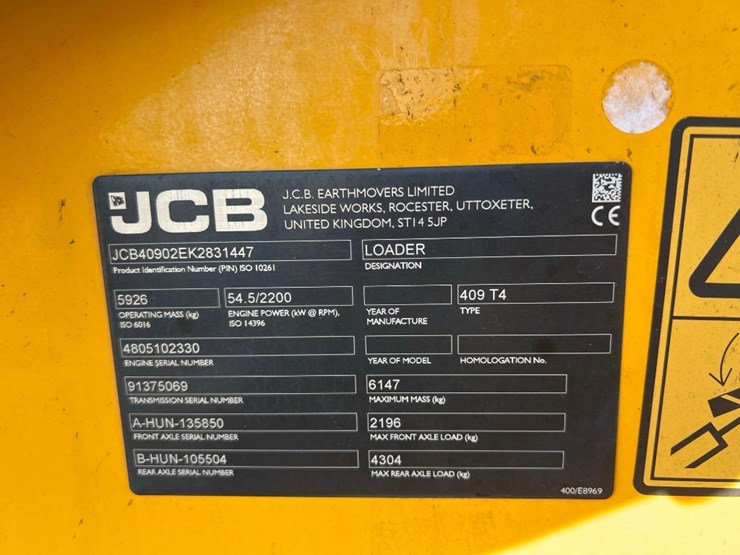 JCB
J.C.B. EARTHMOVERS LIMITED
LAKESIDE WORKS, ROCESTER, UTTOXETER,
UNITED KINGDOM, ST14 5JP
CE
JCB40902EK2831447
Product Identification Number (PIN) ISO 10261
LOADER
DESIGNATION
5926
OPERATING MASS (kg)
ISO 6016
54.5/2200
ENGINE POWER (kW @ RPM),
ISO 14396
YEAR OF
MANUFACTURE
409 T4
TYPE
4805102330
ENGINE SERIAL NUMBER
YEAR OF MODEL
HOMOLOGATION No.
91375069
TRANSMISSION SERIAL NUMBER
6147
MAXIMUM MASS (kg)
A-HUN-135850
FRONT AXLE SERIAL NUMBER
2196
MAX FRONT AXLE LOAD (kg)
B-HUN-105504
REAR AXLE SERIAL NUMBER
4304
MAX REAR AXLE LOAD (kg)
400/E8969